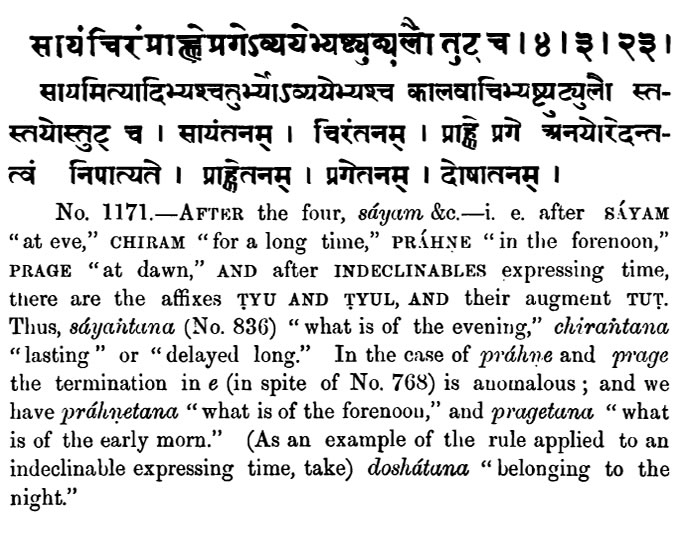 सायंचिरंप्राह्णेप्रगेऽव्ययेभ्यष्ट्युट्युलौ तुट् च । ४ । ३ । २३ ।
सायमित्यादिभ्यश्चतुर्भ्योऽव्ययेभ्यश्च कालवाचिभ्यष्ट्युट्युलौ स्त-
स्तयोस्तुट् च । सायंतनम् । चिरंतनम् । प्राह्णे प्रगे अनयोरेदन्त-
त्वं निपात्यते । प्राह्णेतनम् । प्रगेतनम् । दोषातनम् ।
No. 1171.—AFTER the four, sáyam &c.—i. e. after SÁYAM
“at eve,” CHIRAM “for a long time,” PRÁHṆE “in the forenoon,”
PRAGE “at dawn,” AND after INDECLINABLES expressing time,
there are the affixes ṬYU AND ṬYUL, AND their augment TUṬ.
Thus, sáyaṅtana (No. 836) “what is of the evening,” chiraṅtana
“lasting” or “delayed long.” In the case of práhṇe and prage
the termination in e (in spite of No. 768) is anomalous ; and we
have práhṇetana “what is of the forenoon,” and pragetana “what
is of the early morn.” (As an example of the rule applied to an
indeclinable expressing time, take) doshátana “belonging to the
night.”